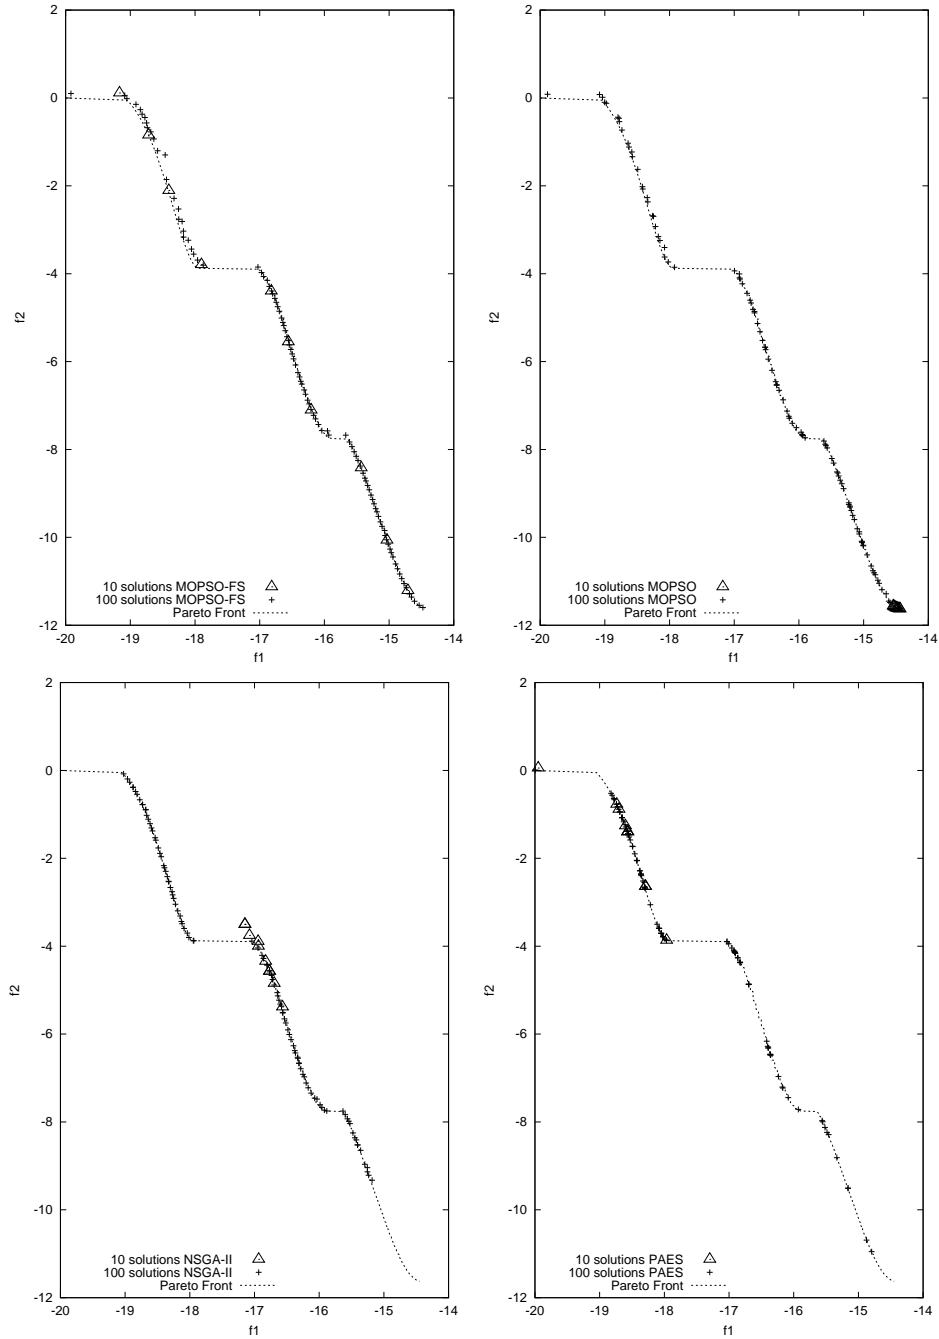 2
0
-2
-4
-6
-8
-10
-12
f2
-20 -19 -18 -17 -16 -15 -14
f1
10 solutions MOPSO-FS
100 solutions MOPSO-FS
Pareto Front
2
0
-2
-4
-6
-8
-10
-12
f2
-20 -19 -18 -17 -16 -15 -14
f1
10 solutions MOPSO
100 solutions MOPSO
Pareto Front
2
0
-2
-4
-6
-8
-10
-12
f2
-20 -19 -18 -17 -16 -15 -14
f1
10 solutions NSGA-II
100 solutions NSGA-II
Pareto Front
2
0
-2
-4
-6
-8
-10
-12
f2
-20 -19 -18 -17 -16 -15 -14
f1
10 solutions PAES
100 solutions PAES
Pareto Front